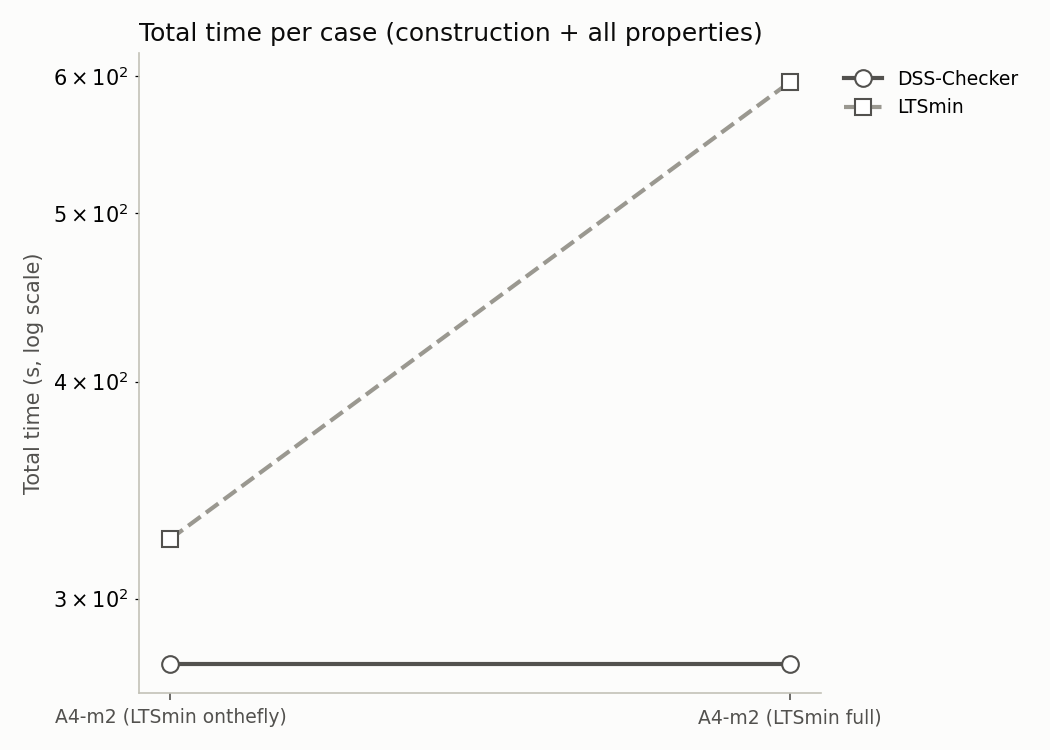 Total time per case (construction + all properties)
6 × 10²
5 × 10²
4 × 10²
3 × 10²
Total time (s, log scale)
A4-m2 (LTSmin onthefly)
A4-m2 (LTSmin full)
DSS-Checker
LTSmin